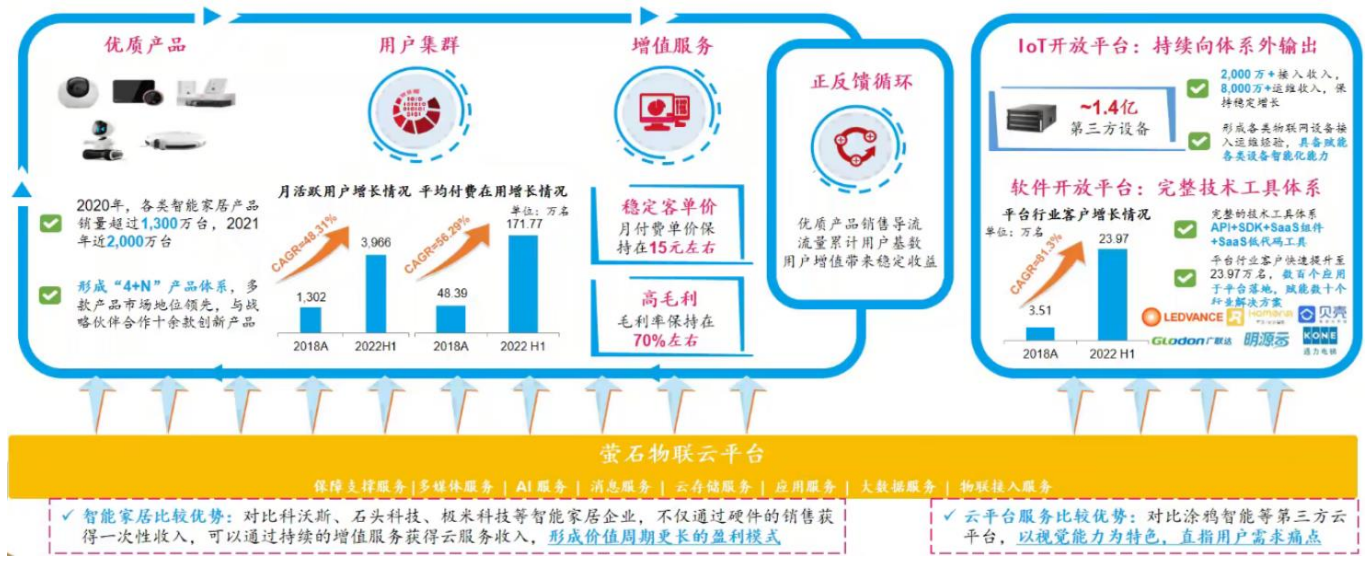 优质产品
2020年，各类智能家居产品
销量超过1,300万台，2021
年近2,000万台
形成“4+N”产品体系，多
款产品市场地位领先，与战
略伙伴合作十余款创新产品
用户集群
月活跃用户增长情况 平均付费在用增长情况
单位：万名
CAGR=48.31%
1,302
3,966
2018A
2022H1
CAGR=56.29%
48.39
171.77
2018A
2022 H1
增值服务
稳定客单价
月付费单价保
持在15元左右
高毛利
毛利率保持在
70%左右
正反馈循环
优质产品销售导流
流量累计用户基数
用户增值带来稳定收益
IoT开放平台：持续向体系外输出
~1.4亿
第三方设备
2,000万+接入收入，
8,000万+运维收入，保
持稳定增长
形成各类物联网设备接
入运维经验，具备赋能
各类设备智能化能力
软件开放平台：完整技术工具体系
平台行业客户增长情况
单位：万名
CAGR=81.3%
3.51
23.97
2018A
2022 H1
完整的技术工具体系
API+SDK+SaaS组件
+SaaS低代码工具
平台行业客户快速提升至
23.97万名，数百个应用
于平台落地，赋能数十个
行业解决方案
LEDVANCE
贝壳
GLodon广联达
明源云
KONE
通力电梯
萤石物联云平台
保障支撑服务|多媒体服务 | AI 服务 | 消息服务 | 云存储服务 | 应用服务 | 大数据服务 | 物联接入服务
✓ 智能家居比较优势：对比科沃斯、石头科技、极米科技等智能家居企业，不仅通过硬件的销售获
得一次性收入，可以通过持续的增值服务获得云服务收入，形成价值周期更长的盈利模式
✓ 云平台服务比较优势：对比涂鸦智能等第三方云
平台，以视觉能力为特色，直指用户需求痛点